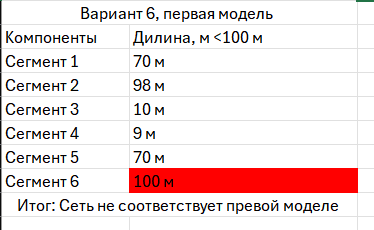 Вариант 6, первая модель
Компоненты Дилина, м <100 м
Сегмент 1 70 м
Сегмент 2 98 м
Сегмент 3 10 м
Сегмент 4 9 м
Сегмент 5 70 м
Сегмент 6 100 м
Итог: Сеть не соответствует превой моделе